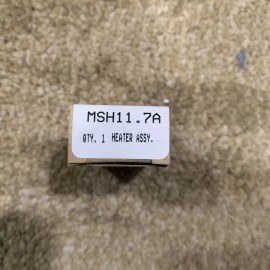 MSH11.7A
QTY. 1 HEATER ASSY.